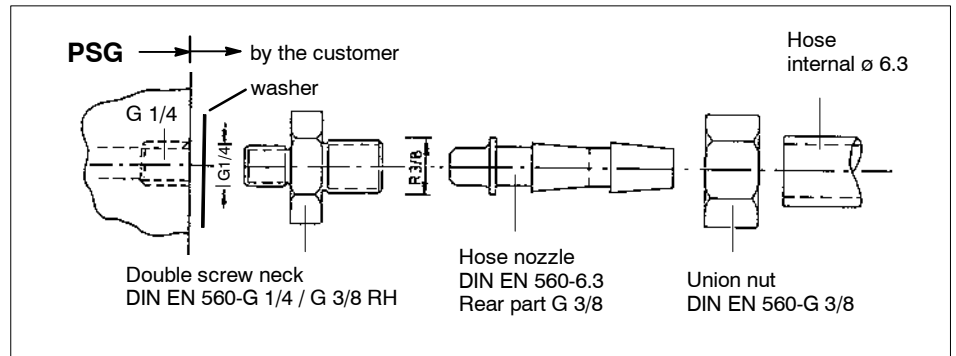 PSG
by the customer
washer
G 1/4
G1/4
R 3/8
Hose
internal ø 6.3
Double screw neck
DIN EN 560-G 1/4 / G 3/8 RH
Hose nozzle
DIN EN 560-6.3
Rear part G 3/8
Union nut
DIN EN 560-G 3/8